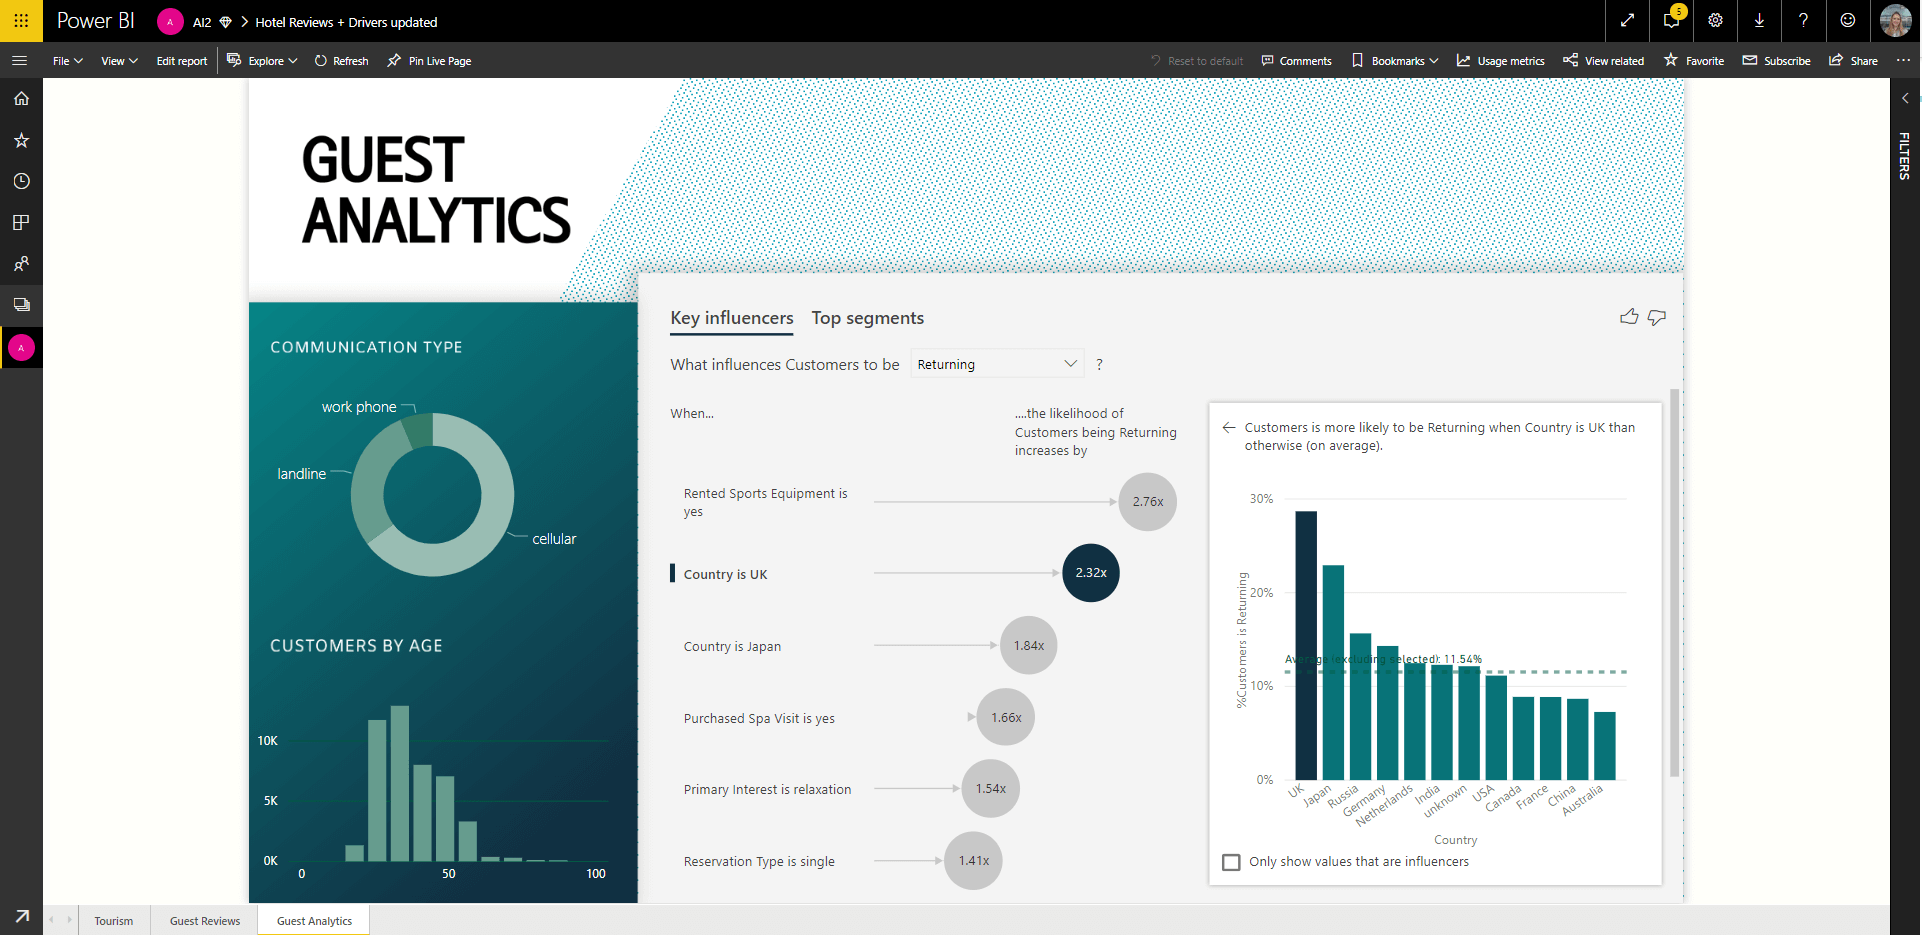 Power BI
A
AI2
Hotel Reviews + Drivers updated
5
?
File
View
Edit report
Explore
Refresh
Pin Live Page
Reset to default
Comments
Bookmarks
Usage metrics
View related
Favorite
Subscribe
Share
...
FILTERS
A
GUEST
ANALYTICS
COMMUNICATION TYPE
work phone
landline
cellular
CUSTOMERS BY AGE
10K
5K
0K
0
50
100
Key influencers
Top segments
What influences Customers to be
Returning
?
When...
....the likelihood of
Customers being Returning
increases by
Rented Sports Equipment is
yes
2.76x
Country is UK
2.32x
Country is Japan
1.84x
Purchased Spa Visit is yes
1.66x
Primary Interest is relaxation
1.54x
Reservation Type is single
1.41x
Customers is more likely to be Returning when Country is UK than
otherwise (on average).
%Customers is Returning
30%
20%
10%
0%
Average (excluding selected): 11.54%
UK
Japan
Russia
Germany
Netherlands
India
unknown
USA
Canada
France
China
Australia
Country
Only show values that are influencers
Tourism
Guest Reviews
Guest Analytics